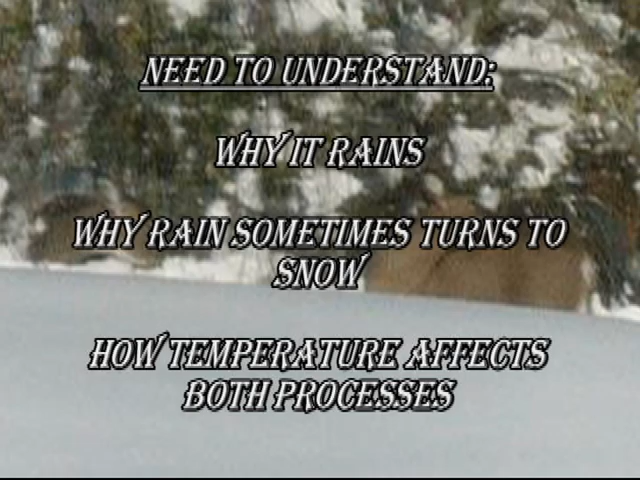 NEED TO UNDERSTAND:
WHY IT RAINS
WHY RAIN SOMETIMES TURNS TO
SNOW
HOW TEMPERATURE AFFECTS
BOTH PROCESSES